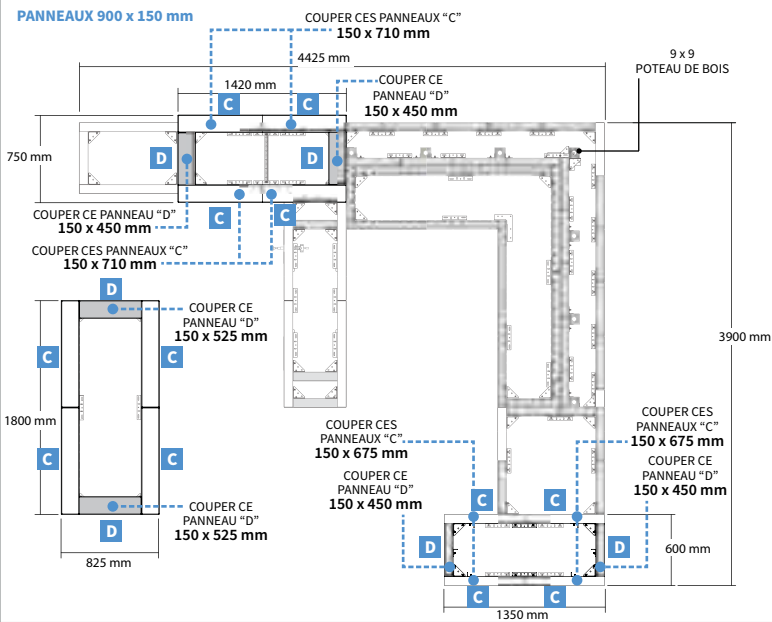 PANNEAUX 900 x 150 mm
COUPER CES PANNEAUX “C”
150 x 710 mm
4425 mm
9 x 9
POTEAU DE BOIS
1420 mm
COUPER CE
PANNEAU “D”
150 x 450 mm
C
C
750 mm
D
D
COUPER CE PANNEAU “D”
150 x 450 mm
C
C
COUPER CES PANNEAUX “C”
150 x 710 mm
D
COUPER CE
PANNEAU “D”
150 x 525 mm
3900 mm
C
C
1800 mm
C
C
COUPER CE
PANNEAU “D”
150 x 525 mm
D
825 mm
COUPER CES
PANNEAUX “C”
150 x 675 mm
COUPER CE
PANNEAU “D”
150 x 450 mm
COUPER CES
PANNEAUX “C”
150 x 675 mm
COUPER CE
PANNEAU “D”
150 x 450 mm
C
C
D
D
600 mm
C
C
1350 mm